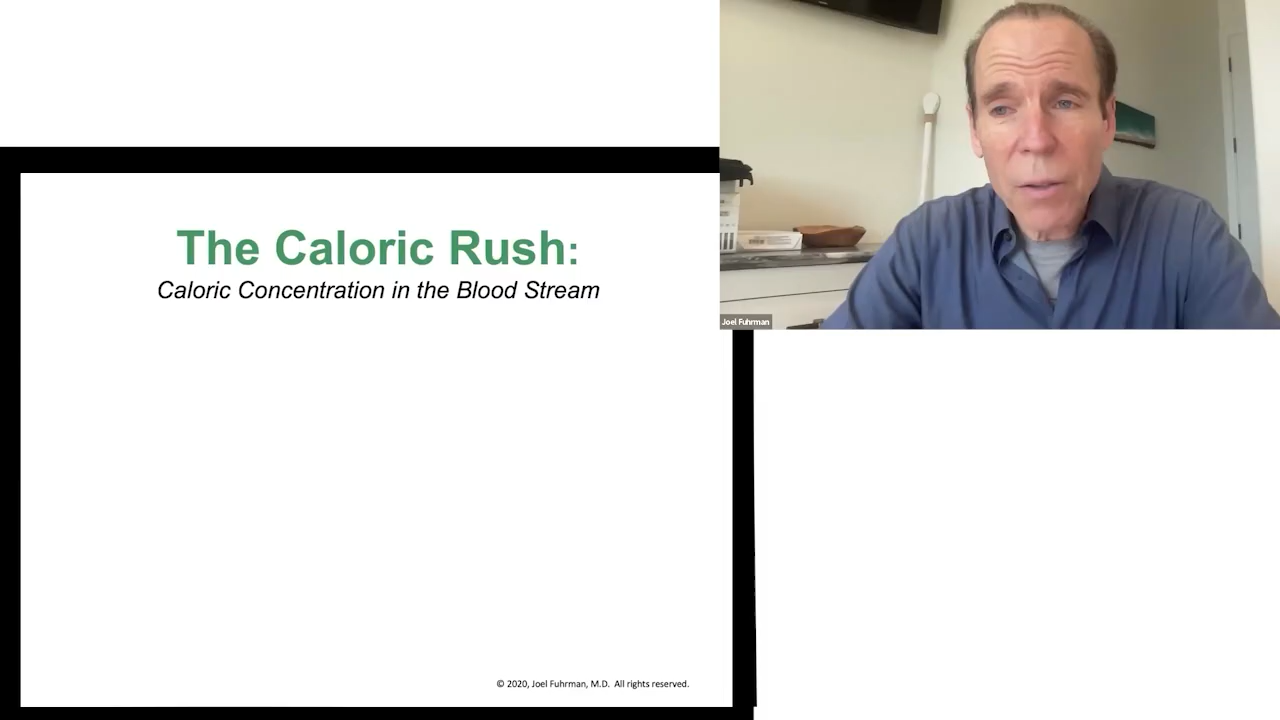 The Caloric Rush:
Caloric Concentration in the Blood Stream
Joel Fuhrman
© 2020, Joel Fuhrman, M.D. All rights reserved.